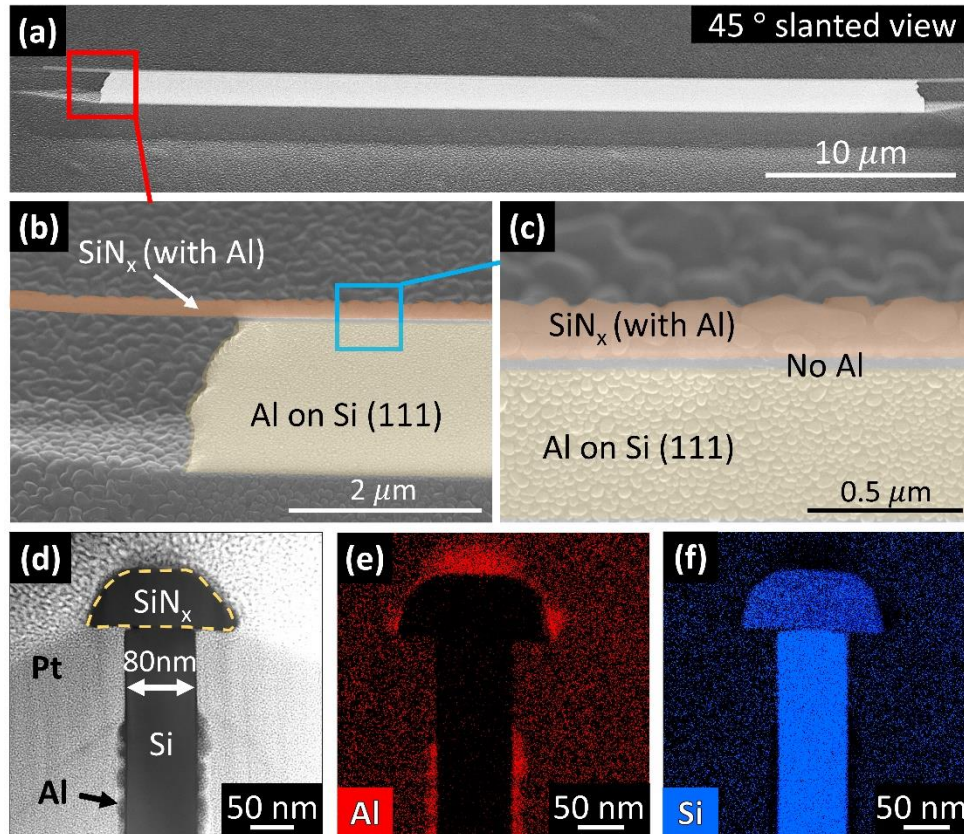 (a)
45 ° slanted view
10 μm
(b)
SiNx (with Al)
Al on Si (111)
2 μm
(c)
SiNx (with Al)
No Al
Al on Si (111)
0.5 μm
(d)
SiNx
Pt
80nm
Si
Al
50 nm
(e)
Al
50 nm
(f)
Si
50 nm